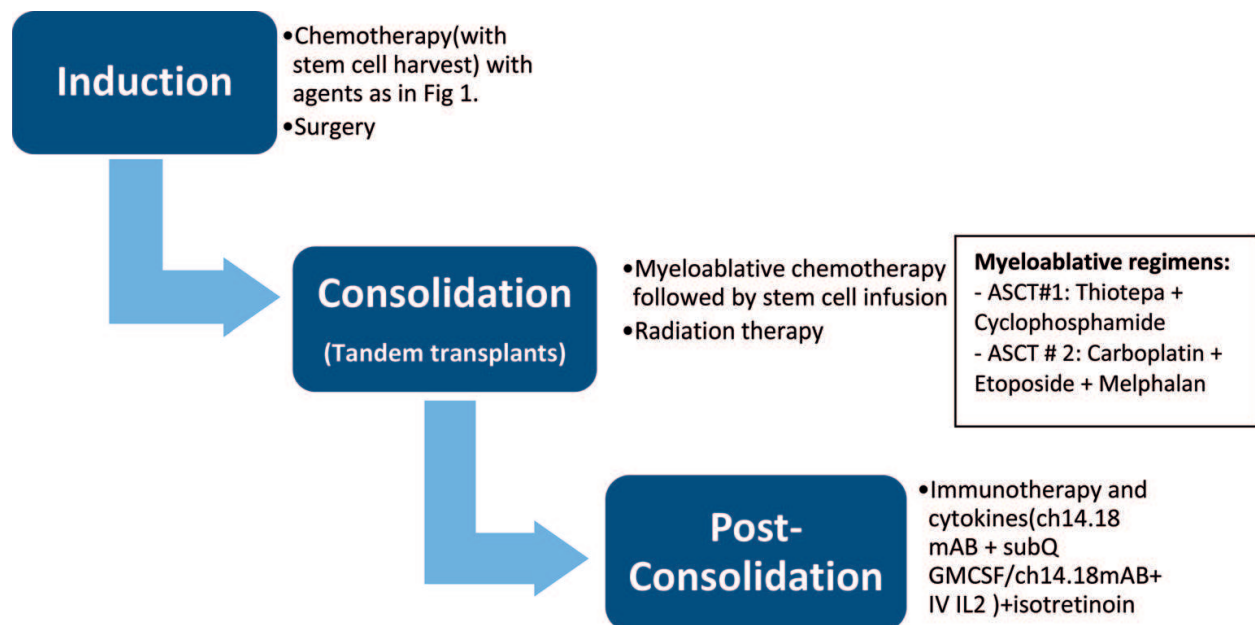 Induction
•Chemotherapy(with
stem cell harvest) with
agents as in Fig 1.
•Surgery
Consolidation
(Tandem transplants)
•Myeloablative chemotherapy
followed by stem cell infusion
•Radiation therapy
Myeloablative regimens:
- ASCT#1: Thiotepa +
Cyclophosphamide
- ASCT # 2: Carboplatin +
Etoposide + Melphalan
Post-
Consolidation
•Immunotherapy and
cytokines(ch14.18
mAB + subQ
GMCSF/ch14.18mAB+
IV IL2 )+isotretinoin